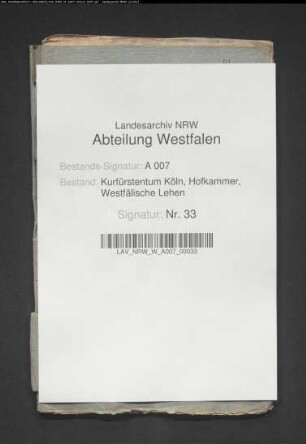 Landesarchiv NRW
Abteilung Westfalen
Bestands-Signatur: A 007
Bestand: Kurfürstentum Köln, Hofkammer,
Westfälische Lehen
Signatur: Nr. 33
LAV_NRW_W_A007_00033